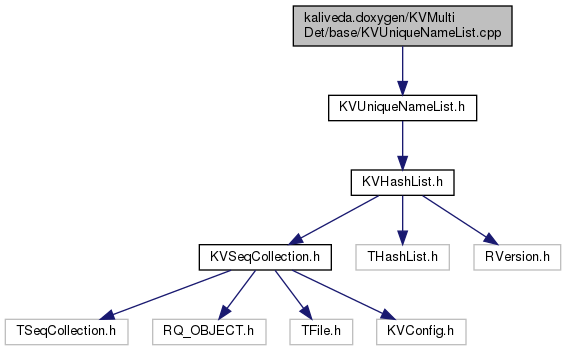 kaliveda.doxygen/KVMulti
Det/base/KVUniqueNameList.cpp
KVUniqueNameList.h
KVHashList.h
KVSeqCollection.h
THashList.h
RVersion.h
TSeqCollection.h
RQ_OBJECT.h
TFile.h
KVConfig.h